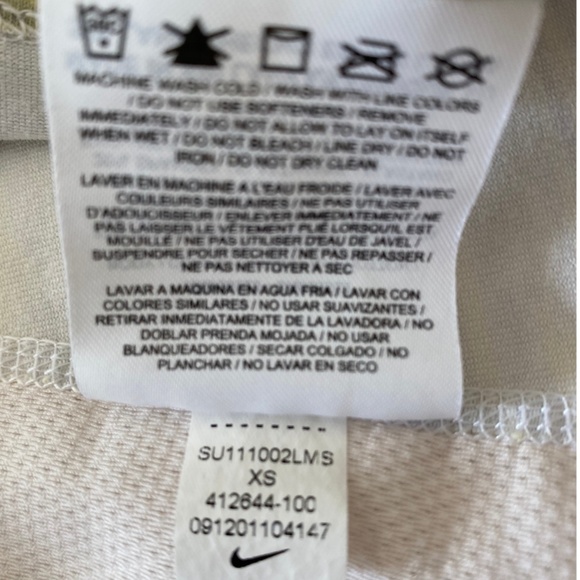 MACHINE WASH COLD / WASH WITH LIKE COLORS
/ DO NOT USE SOFTENERS / REMOVE
IMMEDIATELY / DO NOT ALLOW TO LAY ON ITSELF
WHEN WET / DO NOT BLEACH / LINE DRY / DO NOT
IRON / DO NOT DRY CLEAN
LAVER EN MACHINE A L'EAU FROIDE / LAVER AVEC
COULEURS SIMILAIRES / NE PAS UTILISER
D'ADOUCISSEUR / ENLEVER IMMEDIATEMENT / NE
PAS LAISSER LE VÊTEMENT PLIÉ LORSQU'IL EST
MOUILLÉ / NE PAS UTILISER D'EAU DE JAVEL /
SUSPENDRE POUR SECHER / NE PAS REPASSER /
NE PAS NETTOYER A SEC
LAVAR A MAQUINA EN AGUA FRIA / LAVAR CON
COLORES SIMILARES / NO USAR SUAVIZANTES /
RETIRAR INMEDIATAMENTE DE LA LAVADORA / NO
DOBLAR PRENDA MOJADA / NO USAR
BLANQUEADORES / SECAR COLGADO / NO
PLANCHAR / NO LAVAR EN SECO
SU111002LMS
XS
412644-100
091201104147